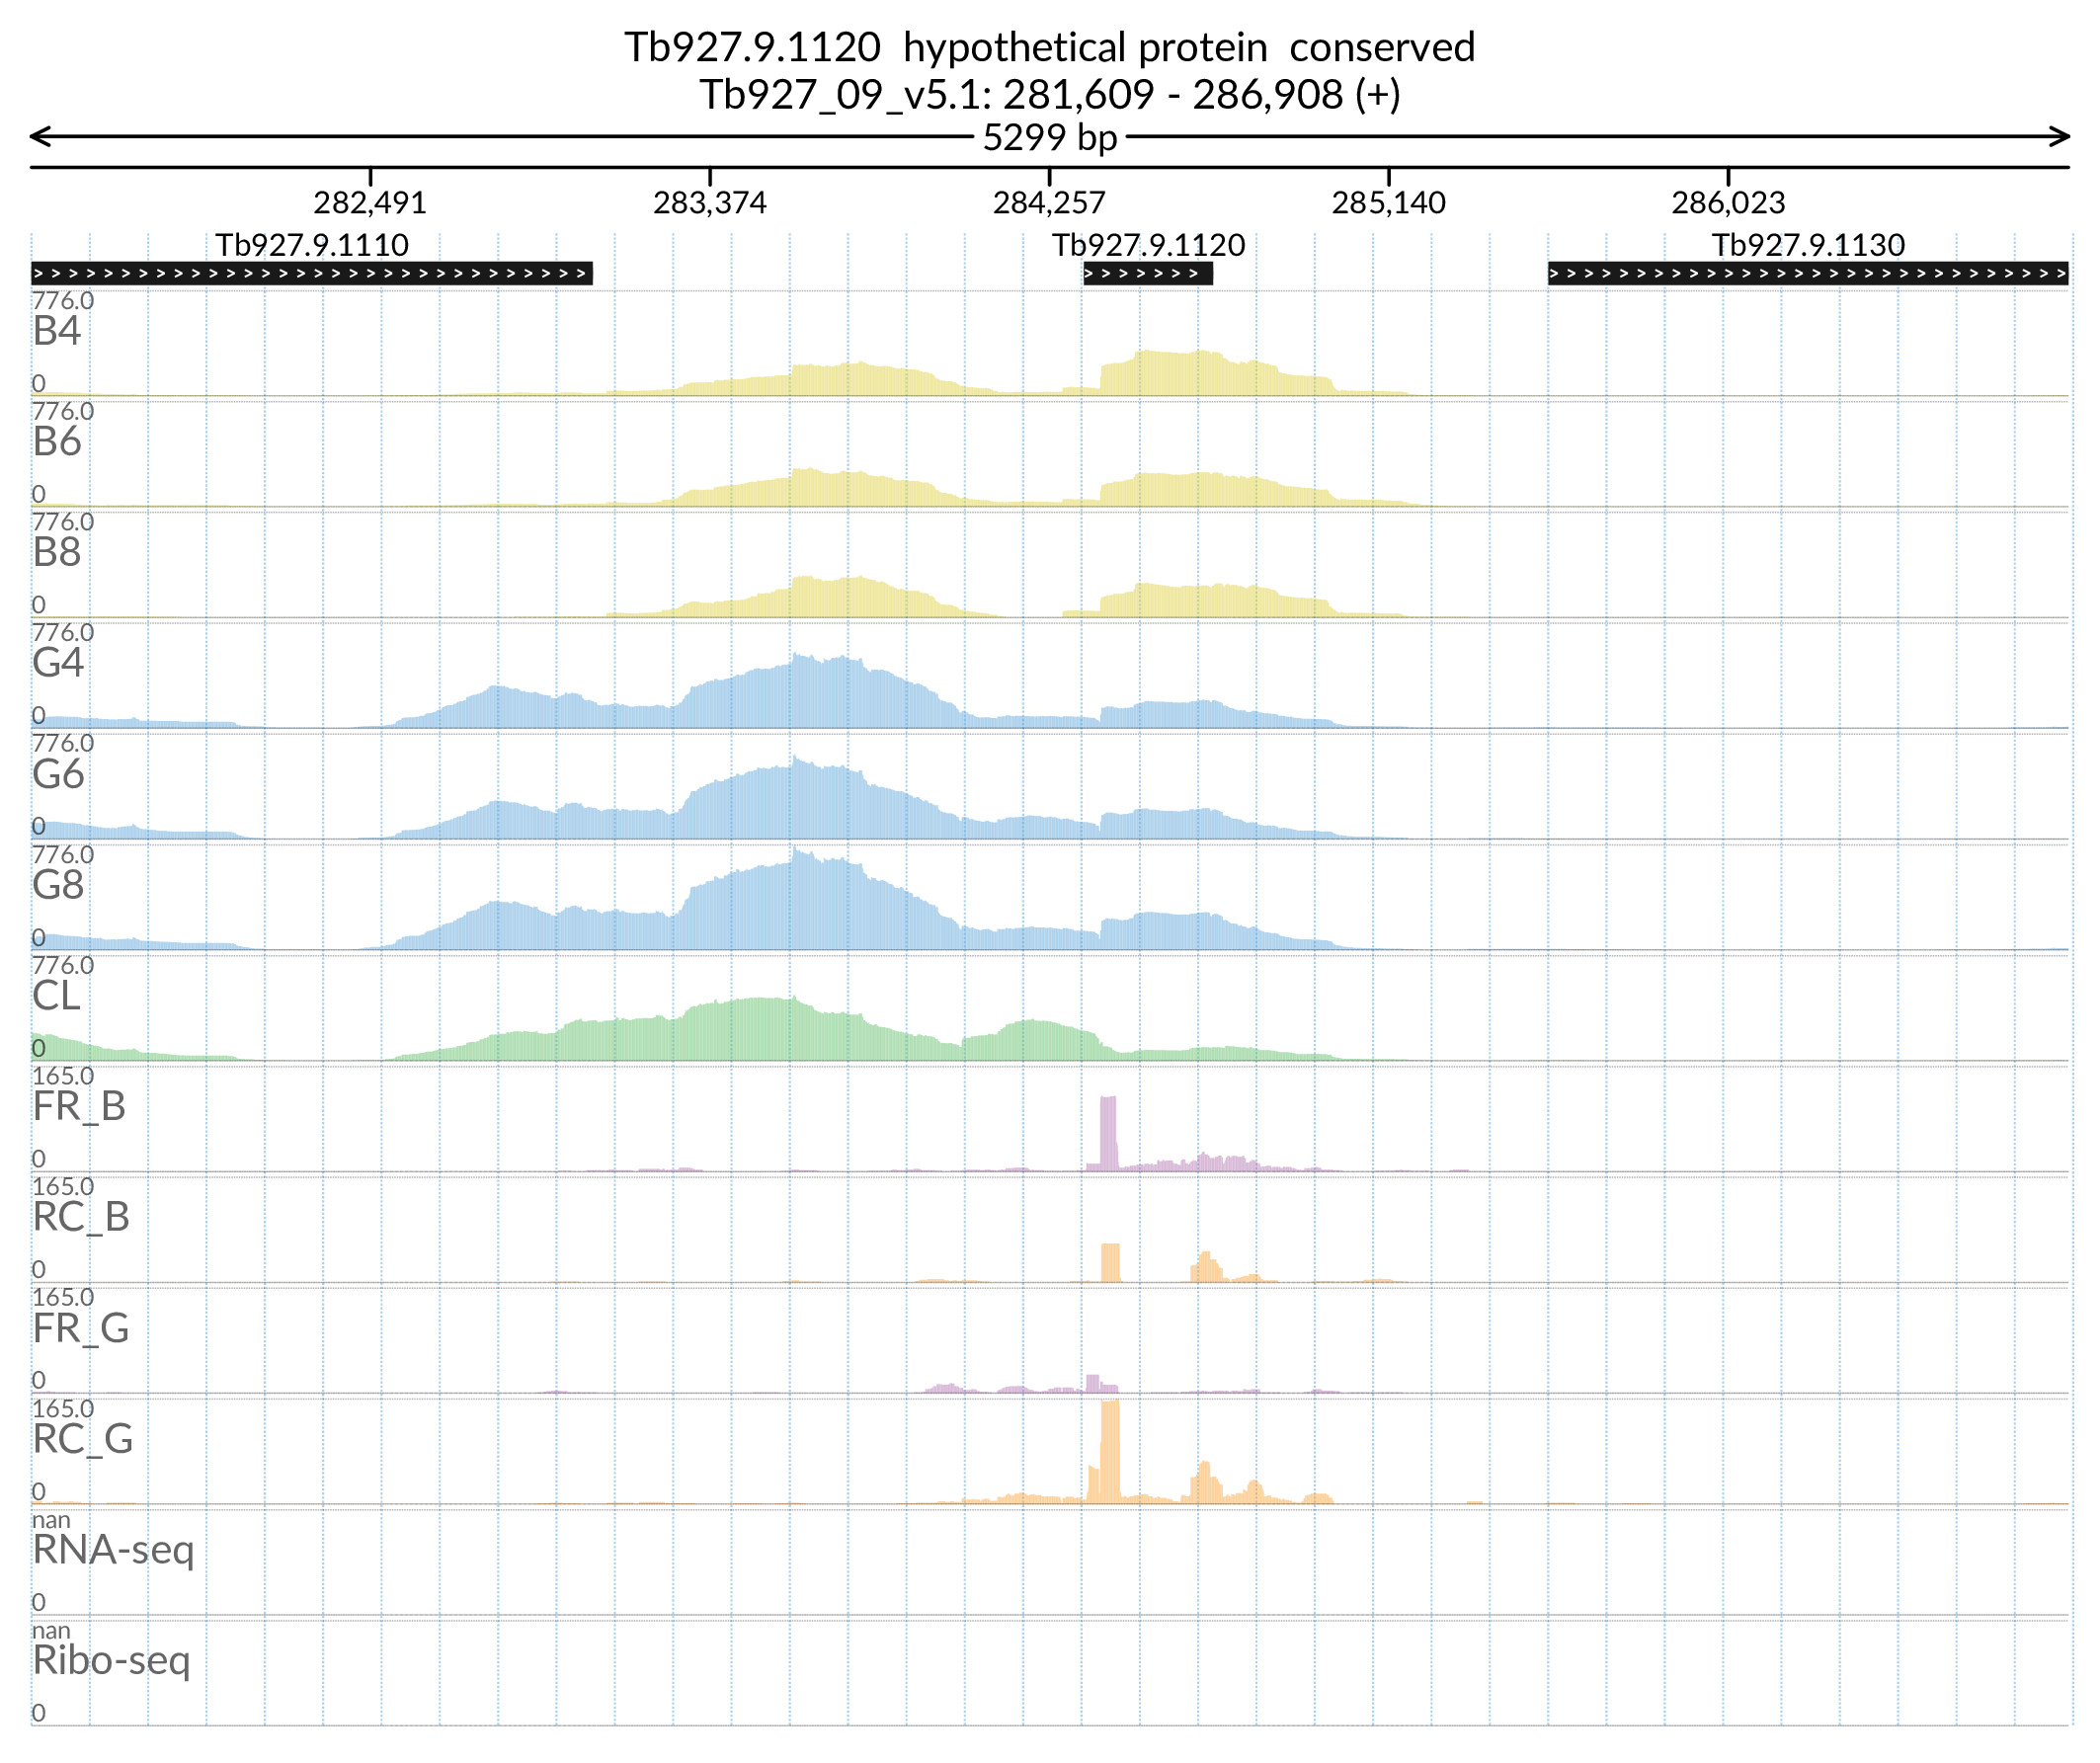 Tb927.9.1120  hypothetical protein  conserved
Tb927_09_v5.1: 281,609 - 286,908 (+)
5299 bp
282,491 283,374 284,257 285,140 286,023
Tb927.9.1110 Tb927.9.1120 Tb927.9.1130
776.0
B4
0
776.0
B6
0
776.0
B8
0
776.0
G4
0
776.0
G6
0
776.0
G8
0
776.0
CL
0
165.0
FR_B
0
165.0
RC_B
0
165.0
FR_G
0
165.0
RC_G
0
nan
RNA-seq
0
nan
Ribo-seq
0